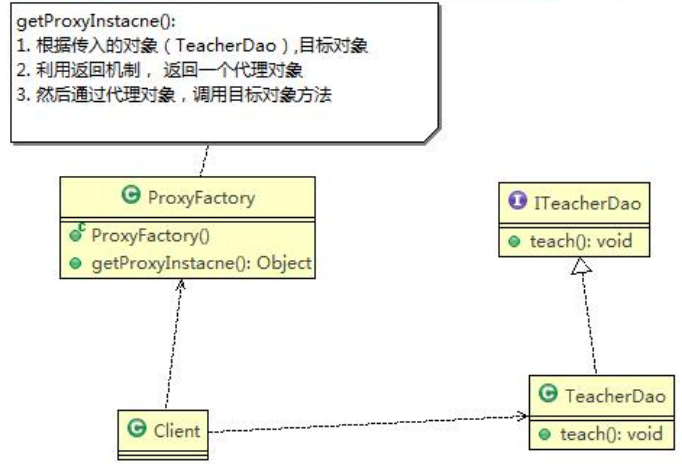 getProxyInstacne():
1. 根据传入的对象（TeacherDao）,目标对象
2. 利用返回机制， 返回一个代理对象
3. 然后通过代理对象，调用目标对象方法
C ProxyFactory
C ProxyFactory()
getProxyInstacne(): Object
I ITeacherDao
teach(): void
C TeacherDao
teach(): void
C Client